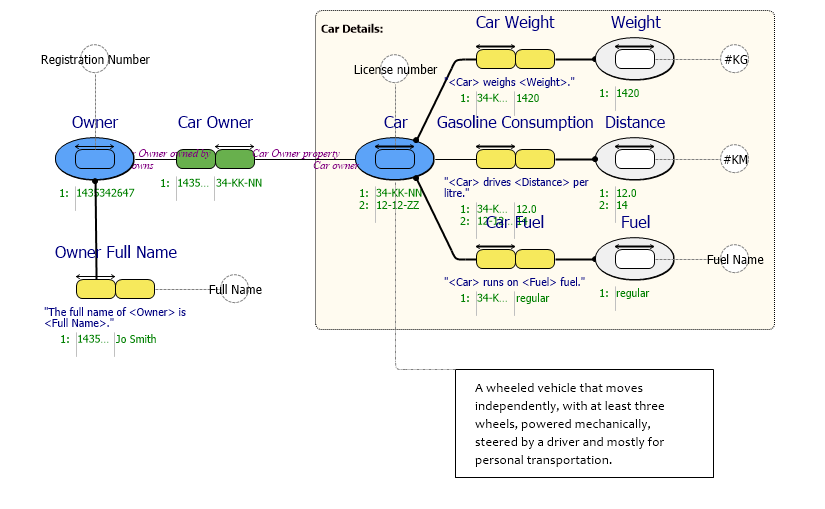 Car Details:
Car Weight
Weight
Registration Number
License number
#KG
"<Car> weighs <Weight>."
1: 34-K... 1420
1: 1420
Owner
Car Owner
Car
Gasoline Consumption
Distance
Owner owned by
owns
Car Owner property
Car owner
#KM
1: 1435342647
1: 1435... 34-KK-NN
1: 34-KK-NN
2: 12-12-ZZ
"<Car> drives <Distance> per
litre."
1: 34-K... 12.0
2: 12-12... 14
1: 12.0
2: 14
Car Fuel
Fuel
Owner Full Name
Full Name
Fuel Name
"<Car> runs on <Fuel> fuel."
1: 34-K... regular
1: regular
"The full name of <Owner> is
<Full Name>."
1: 1435... Jo Smith
A wheeled vehicle that moves
independently, with at least three
wheels, powered mechanically,
steered by a driver and mostly for
personal transportation.